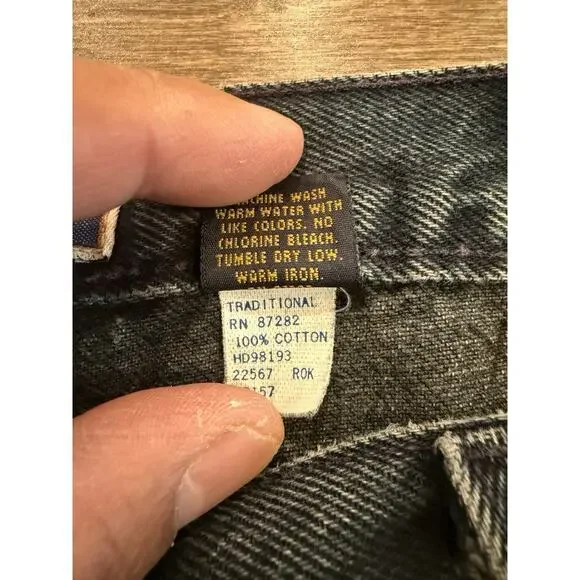 MACHINE WASH
WARM WATER WITH
LIKE COLORS. NO
CHLORINE BLEACH.
TUMBLE DRY LOW.
WARM IRON.
TRADITIONAL
RN 87282
100% COTTON
HD98193
22567 ROK
157